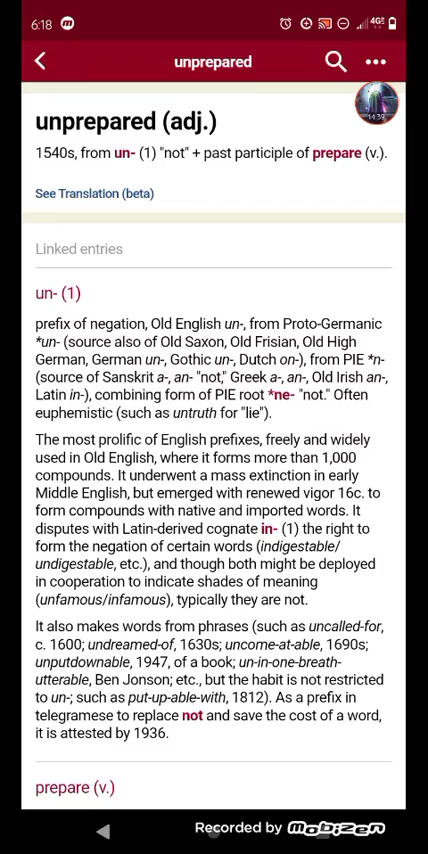 6:18
4G
unprepared
14:39
unprepared (adj.)
1540s, from un- (1) "not" + past participle of prepare (v.).
See Translation (beta)
Linked entries
un- (1)
prefix of negation, Old English un-, from Proto-Germanic
*un- (source also of Old Saxon, Old Frisian, Old High
German, German un-, Gothic un-, Dutch on-), from PIE *n-
(source of Sanskrit a-, an- "not," Greek a-, an-, Old Irish an-,
Latin in-), combining form of PIE root *ne- "not." Often
euphemistic (such as untruth for "lie").
The most prolific of English prefixes, freely and widely
used in Old English, where it forms more than 1,000
compounds. It underwent a mass extinction in early
Middle English, but emerged with renewed vigor 16c. to
form compounds with native and imported words. It
disputes with Latin-derived cognate in- (1) the right to
form the negation of certain words (indigestable/
undigestable, etc.), and though both might be deployed
in cooperation to indicate shades of meaning
(unfamous/infamous), typically they are not.
It also makes words from phrases (such as uncalled-for,
c. 1600; undreamed-of, 1630s; uncome-at-able, 1690s;
unputdownable, 1947, of a book; un-in-one-breath-
utterable, Ben Jonson; etc., but the habit is not restricted
to un-; such as put-up-able-with, 1812). As a prefix in
telegramese to replace not and save the cost of a word,
it is attested by 1936.
prepare (v.)
Recorded by Mobizen